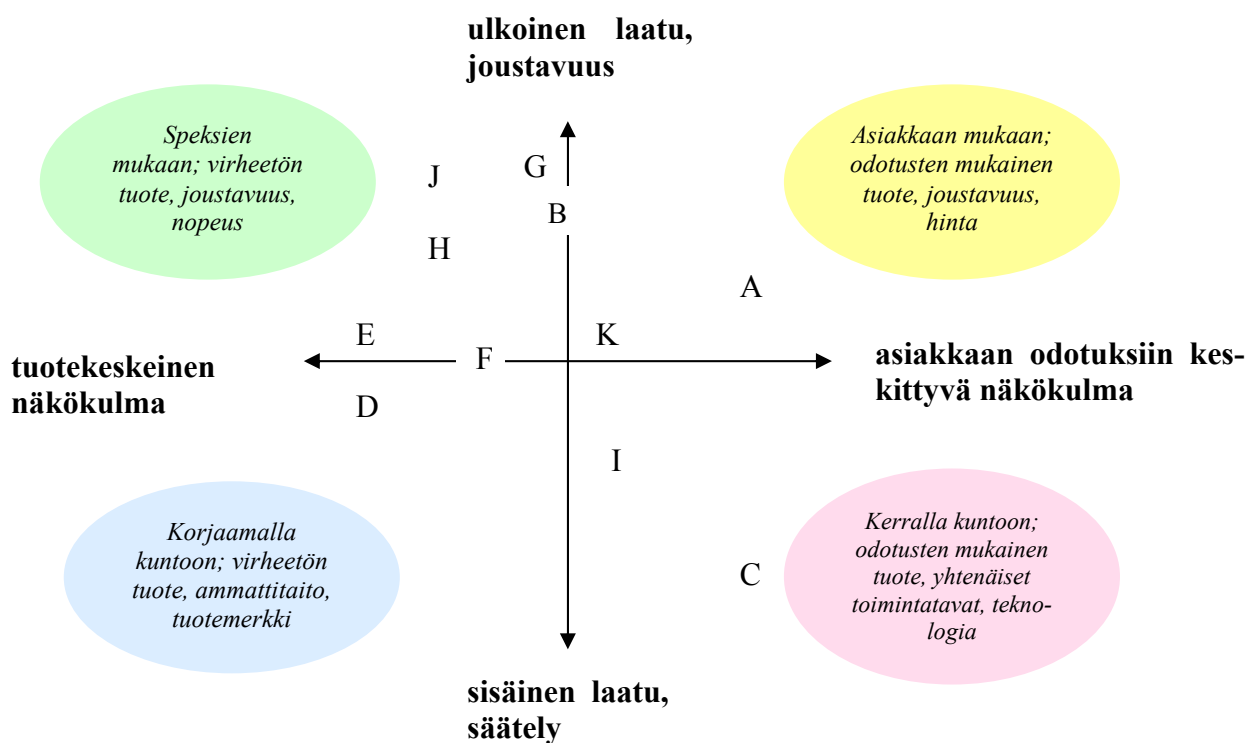 ulkoinen laatu,
joustavuus
Speksien
mukaan; virheetön
tuote, joustavuus,
nopeus
Asiakkaan mukaan;
odotusten mukainen
tuote, joustavuus,
hinta
J
G
B
H
A
E
K
F
tuotekeskeinen
näkökulma
asiakkaan odotuksiin kes-
kittyvä näkökulma
D
I
Korjaamalla
kuntoon; virheetön
tuote, ammattitaito,
tuotemerkki
C
Kerralla kuntoon;
odotusten mukainen
tuote, yhtenäiset
toimintatavat, tekno-
logia
sisäinen laatu,
säätely